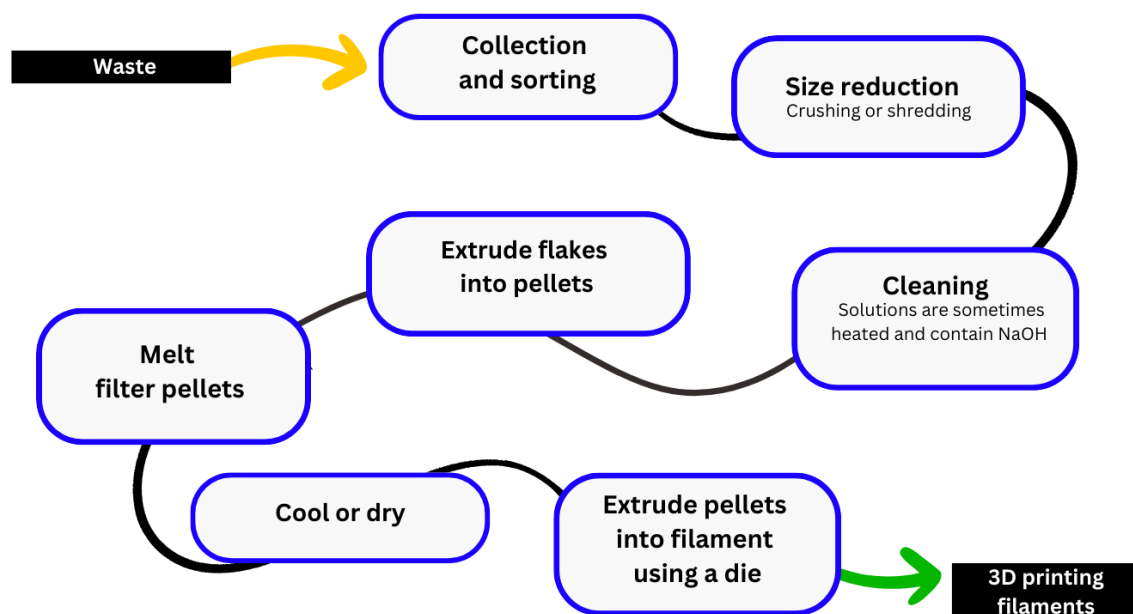 Waste
Collection
and sorting
Size reduction
Crushing or shredding
Cleaning
Solutions are sometimes
heated and contain NaOH
Extrude flakes
into pellets
Melt
filter pellets
Cool or dry
Extrude pellets
into filament
using a die
3D printing
filaments